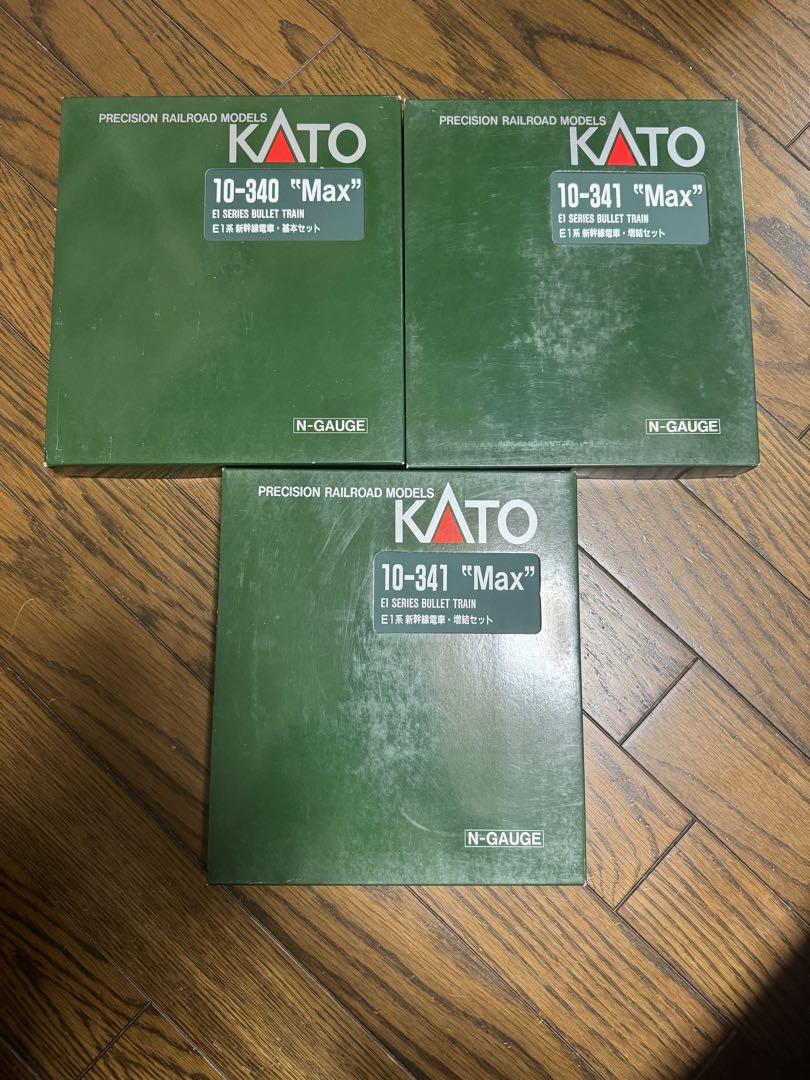 PRECISION RAILROAD MODELS
KATO
10-340 "Max"
E1 SERIES BULLET TRAIN
E1系 新幹線電車・基本セット
N-GAUGE
PRECISION RAILROAD MODELS
KATO
10-341 "Max"
E1 SERIES BULLET TRAIN
E1系 新幹線電車・増結セット
N-GAUGE
PRECISION RAILROAD MODELS
KATO
10-341 "Max"
E1 SERIES BULLET TRAIN
E1系 新幹線電車・増結セット
N-GAUGE